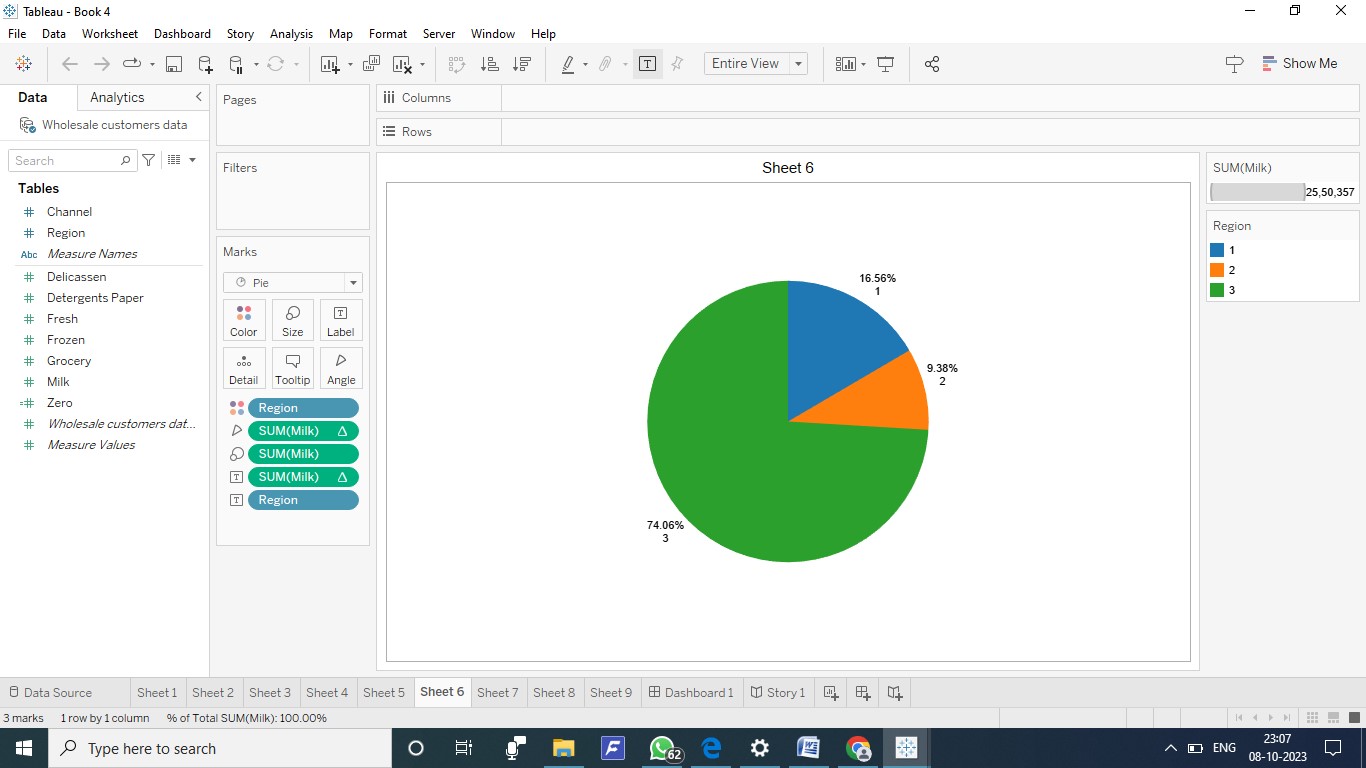 Tableau - Book 4
File Data Worksheet Dashboard Story Analysis Map Format Server Window Help
Entire View
Show Me
Data Analytics
Wholesale customers data
Search
Tables
Channel
Region
Abc Measure Names
Delicassen
Detergents Paper
Fresh
Frozen
Grocery
Milk
Zero
Wholesale customers dat...
Measure Values
Pages
Filters
Marks
Pie
Color Size Label
Detail Tooltip Angle
Region
SUM(Milk)
SUM(Milk)
SUM(Milk)
Region
Columns
Rows
Sheet 6
16.56%
1
9.38%
2
74.06%
3
SUM(Milk)
25,50,357
Region
1
2
3
Data Source Sheet 1 Sheet 2 Sheet 3 Sheet 4 Sheet 5 Sheet 6 Sheet 7 Sheet 8 Sheet 9 Dashboard 1 Story 1
3 marks 1 row by 1 column % of Total SUM(Milk): 100.00%
Type here to search
62
ENG
23:07
08-10-2023